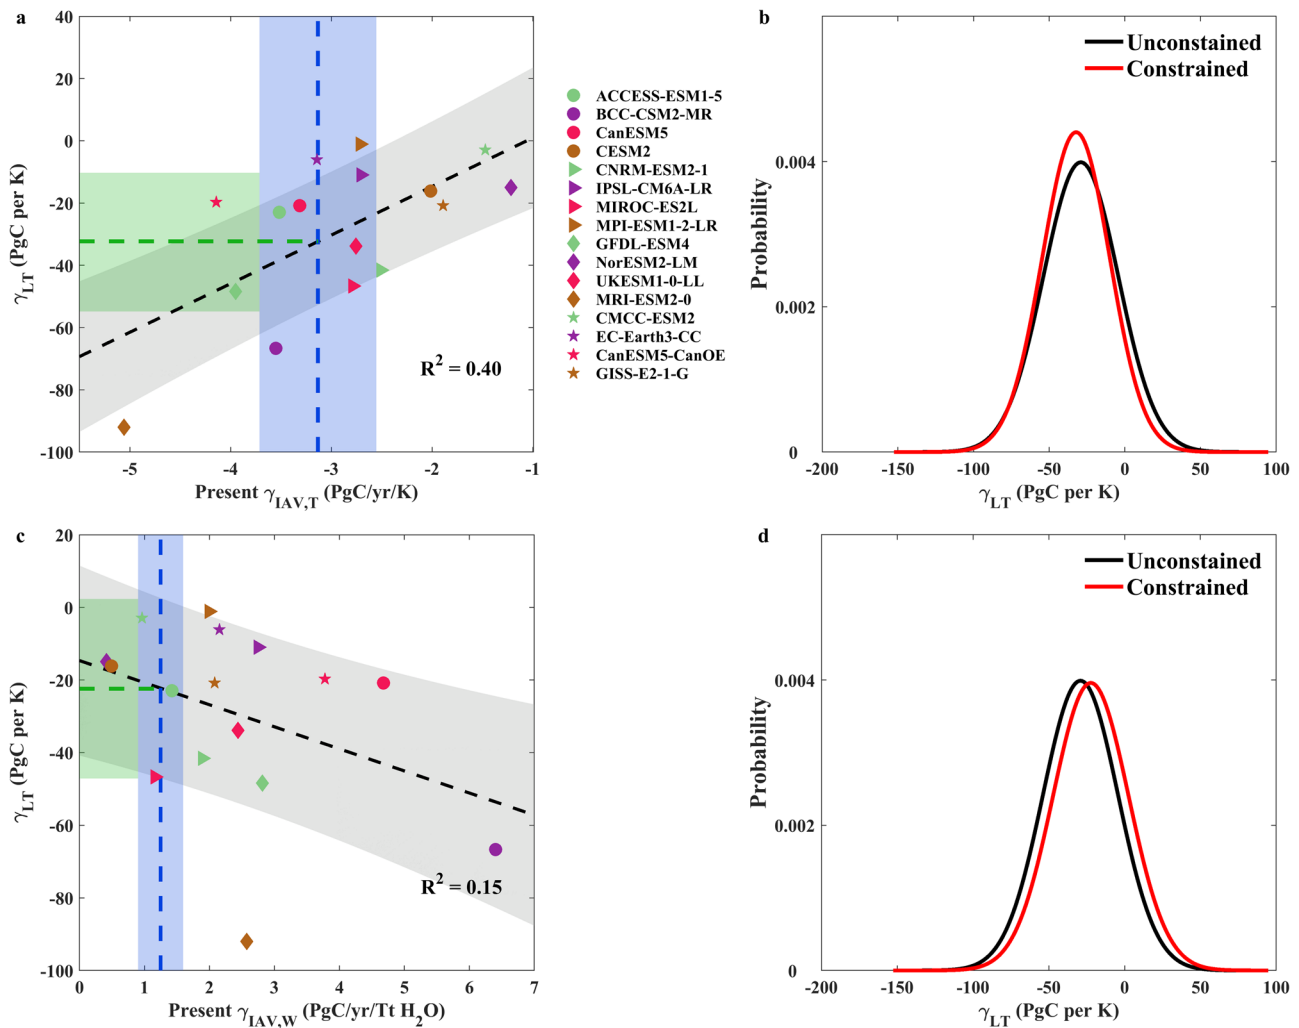 a
40
20
0
-20
-40
-60
-80
-100
γLT (PgC per K)
R2 = 0.40
-5
-4
-3
-2
-1
Present γIAV,T (PgC/yr/K)
ACCESS-ESM1-5
BCC-CSM2-MR
CanESM5
CESM2
CNRM-ESM2-1
IPSL-CM6A-LR
MIROC-ES2L
MPI-ESM1-2-LR
GFDL-ESM4
NorESM2-LM
UKESM1-0-LL
MRI-ESM2-0
CMCC-ESM2
EC-Earth3-CC
CanESM5-CanOE
GISS-E2-1-G
b
Unconstained
Constrained
Probability
0.004
0.002
0
-200
-150
-100
-50
0
50
100
γLT (PgC per K)
c
20
0
-20
-40
-60
-80
-100
γLT (PgC per K)
R2 = 0.15
0
1
2
3
4
5
6
7
Present γIAV,W (PgC/yr/Tt H2O)
d
Unconstained
Constrained
Probability
0.004
0.002
0
-200
-150
-100
-50
0
50
100
γLT (PgC per K)